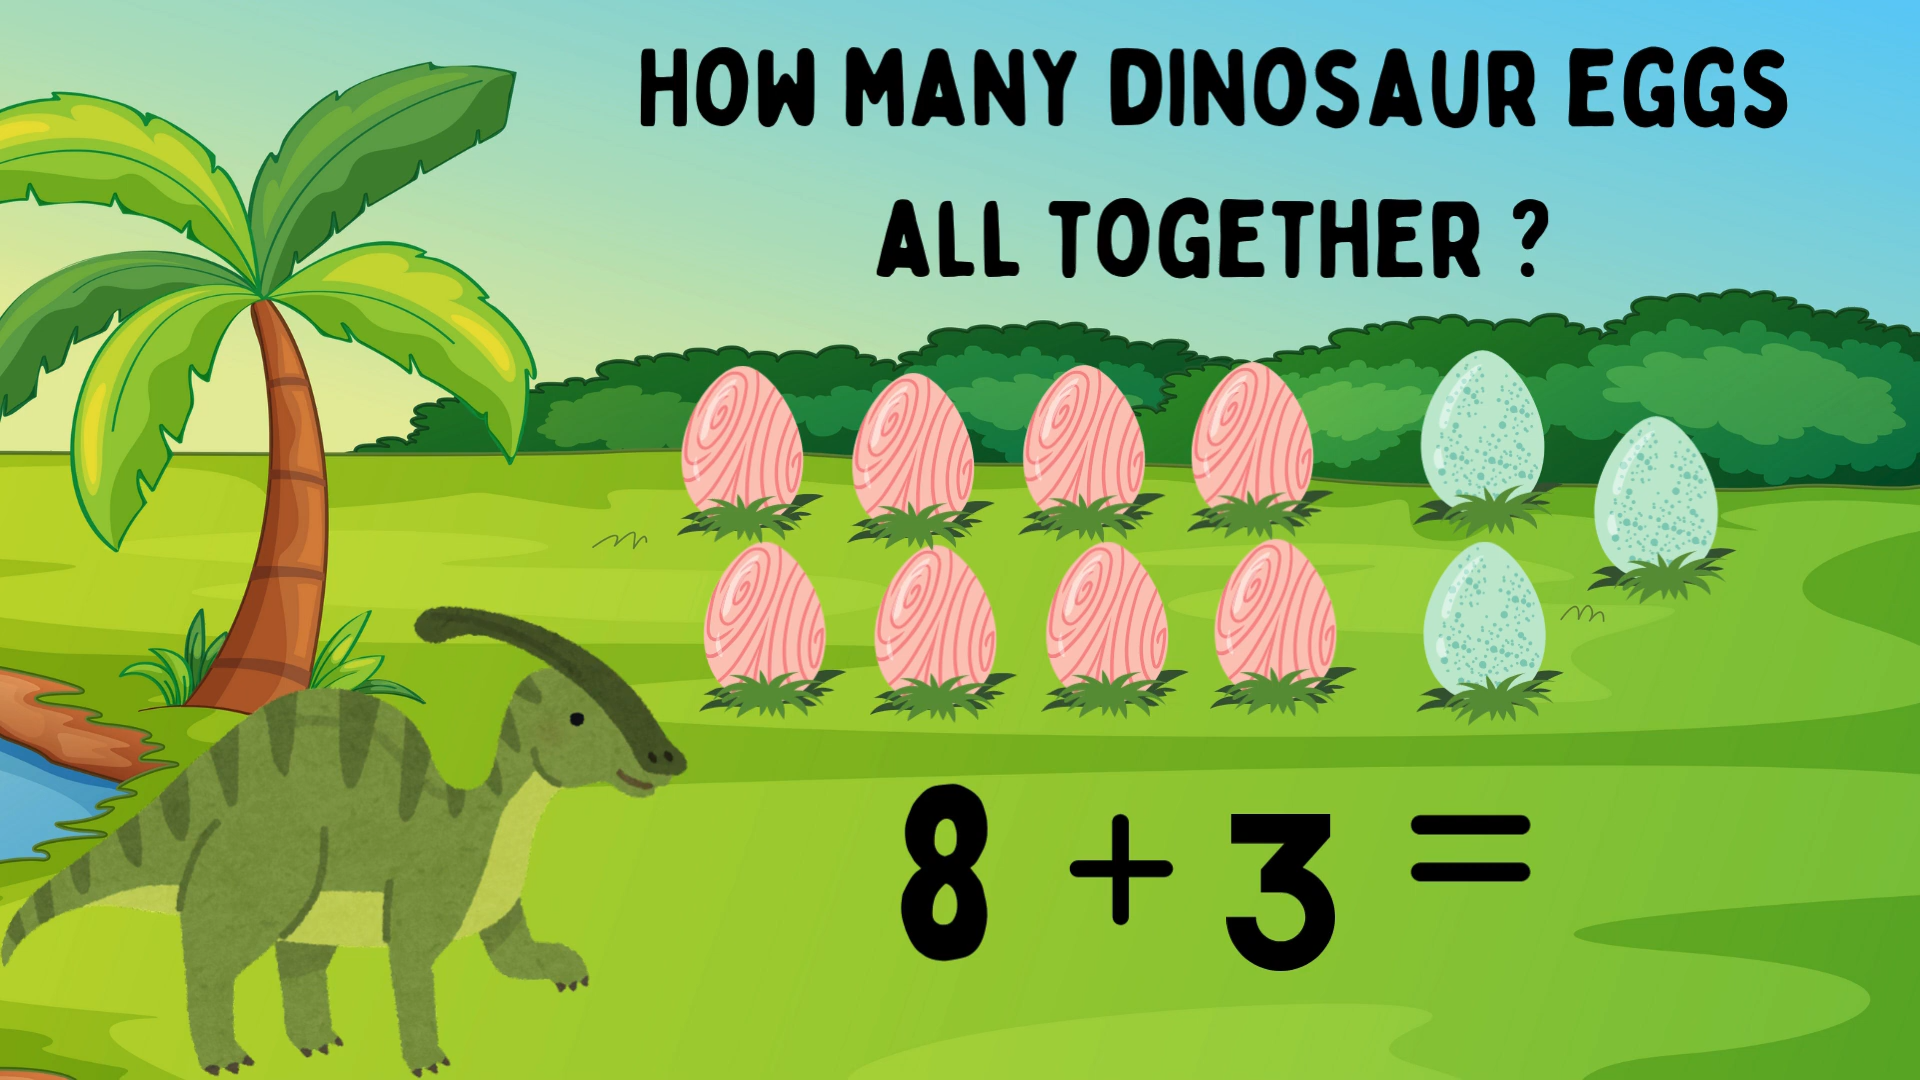 HOW MANY DINOSAUR EGGS
ALL TOGETHER ?
8 + 3 =